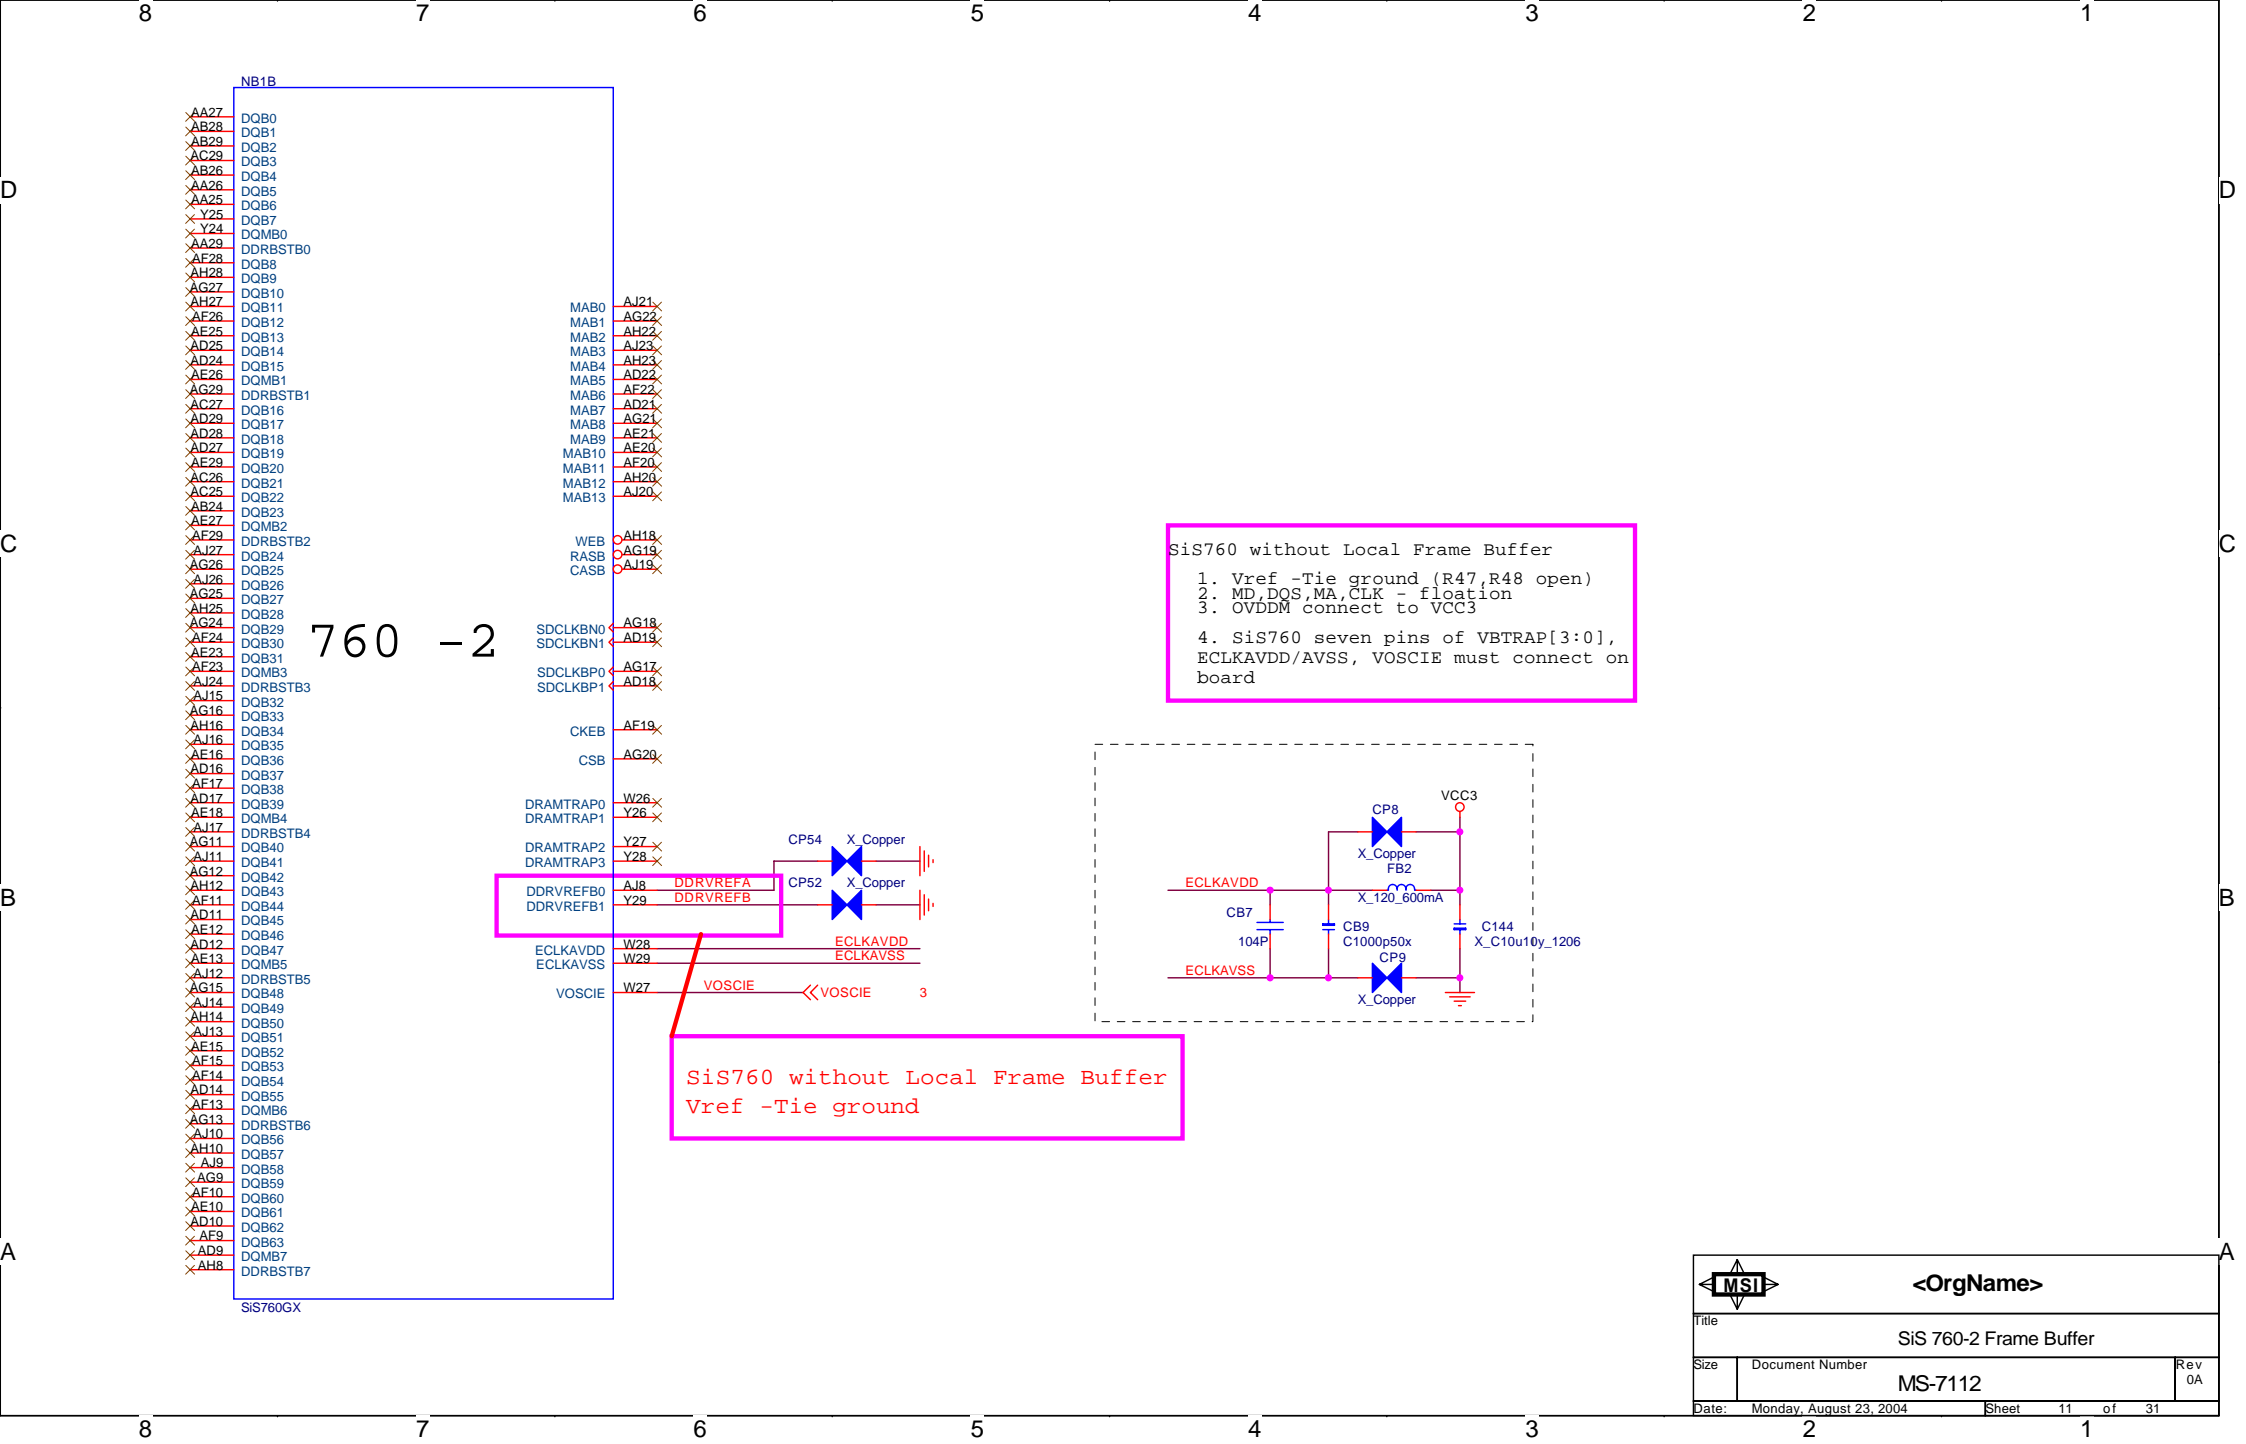 8 7 6 5 4 3 2 1
NB1B
AA27 DQB0
AB28 DQB1
AB29 DQB2
AC29 DQB3
AB26 DQB4
AA26 DQB5
AA25 DQB6
Y25 DQB7
Y24 DQMB0
AA29 DDRBSTB0
AF28 DQB8
AH28 DQB9
AG27 DQB10
AH27 DQB11
AF26 DQB12
AE25 DQB13
AD25 DQB14
AD24 DQB15
AE26 DQMB1
AG29 DDRBSTB1
AC27 DQB16
AD29 DQB17
AD28 DQB18
AD27 DQB19
AE29 DQB20
AC26 DQB21
AC25 DQB22
AB24 DQB23
AE27 DQMB2
AF29 DDRBSTB2
AJ27 DQB24
AG26 DQB25
AJ26 DQB26
AG25 DQB27
AH25 DQB28
AG24 DQB29
AF24 DQB30
AE23 DQB31
AF23 DQMB3
AJ24 DDRBSTB3
AJ15 DQB32
AG16 DQB33
AH16 DQB34
AJ16 DQB35
AE16 DQB36
AD16 DQB37
AF17 DQB38
AD17 DQB39
AE18 DQMB4
AJ17 DDRBSTB4
AG11 DQB40
AJ11 DQB41
AG12 DQB42
AH12 DQB43
AF11 DQB44
AD11 DQB45
AE12 DQB46
AD12 DQB47
AE13 DQMB5
AJ12 DDRBSTB5
AG15 DQB48
AJ14 DQB49
AH14 DQB50
AJ13 DQB51
AE15 DQB52
AF15 DQB53
AF14 DQB54
AD14 DQB55
AF13 DQMB6
AG13 DDRBSTB6
AJ10 DQB56
AH10 DQB57
AJ9 DQB58
AG9 DQB59
AF10 DQB60
AE10 DQB61
AD10 DQB62
AF9 DQB63
AD9 DQMB7
AH8 DDRBSTB7
SiS760GX
760 -2
MAB0 AJ21
MAB1 AG22
MAB2 AH22
MAB3 AJ23
MAB4 AH23
MAB5 AD22
MAB6 AF22
MAB7 AD21
MAB8 AG21
MAB9 AE21
MAB10 AE20
MAB11 AF20
MAB12 AH20
MAB13 AJ20
WEB AH18
RASB AG19
CASB AJ19
SDCLKBN0 AG18
SDCLKBN1 AD19
SDCLKBP0 AG17
SDCLKBP1 AD18
CKEB AF19
CSB AG20
DRAMTRAP0 W26
DRAMTRAP1 Y26
DRAMTRAP2 Y27
DRAMTRAP3 Y28
CP54 X_Copper
DDRVREFB0 AJ8 DDRVREFA
CP52 X_Copper
DDRVREFB1 Y29 DDRVREFB
ECLKAVDD W28 ECLKAVDD
ECLKAVSS W29 ECLKAVSS
VOSCIE W27 VOSCIE VOSCIE 3
SiS760 without Local Frame Buffer
Vref -Tie ground
SiS760 without Local Frame Buffer
1. Vref -Tie ground (R47,R48 open)
2. MD,DQS,MA,CLK - floation
3. OVDDM connect to VCC3
4. SiS760 seven pins of VBTRAP[3:0],
ECLKAVDD/AVSS, VOSCIE must connect on
board
VCC3
CP8
X_Copper
FB2
X_120_600mA
ECLKAVDD
CB7
104P
CB9
C1000p50x
C144
X_C10u10y_1206
CP9
X_Copper
ECLKAVSS
D D
C C
B B
A A
MSI
<OrgName>
Title
SiS 760-2 Frame Buffer
Size Document Number Rev
MS-7112 0A
Date: Monday, August 23, 2004 Sheet 11 of 31
8 7 6 5 4 3 2 1